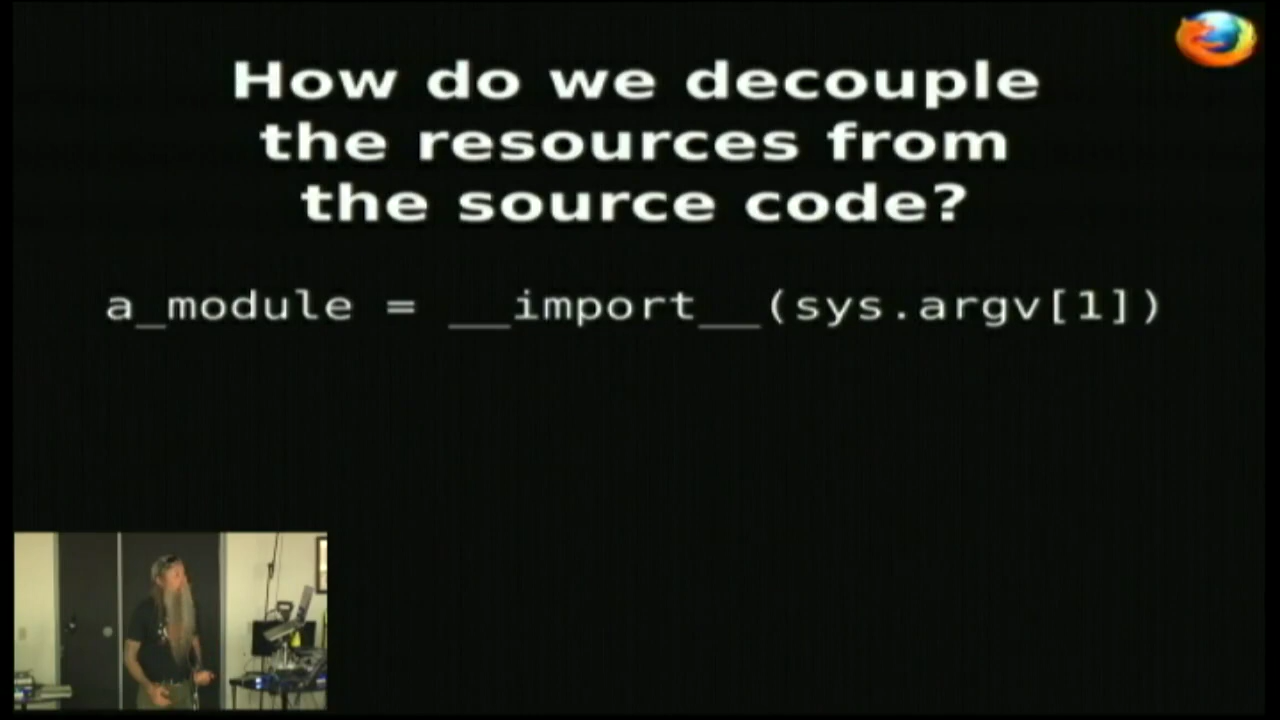 How do we decouple
the resources from
the source code?
a_module = __import__(sys.argv[1])